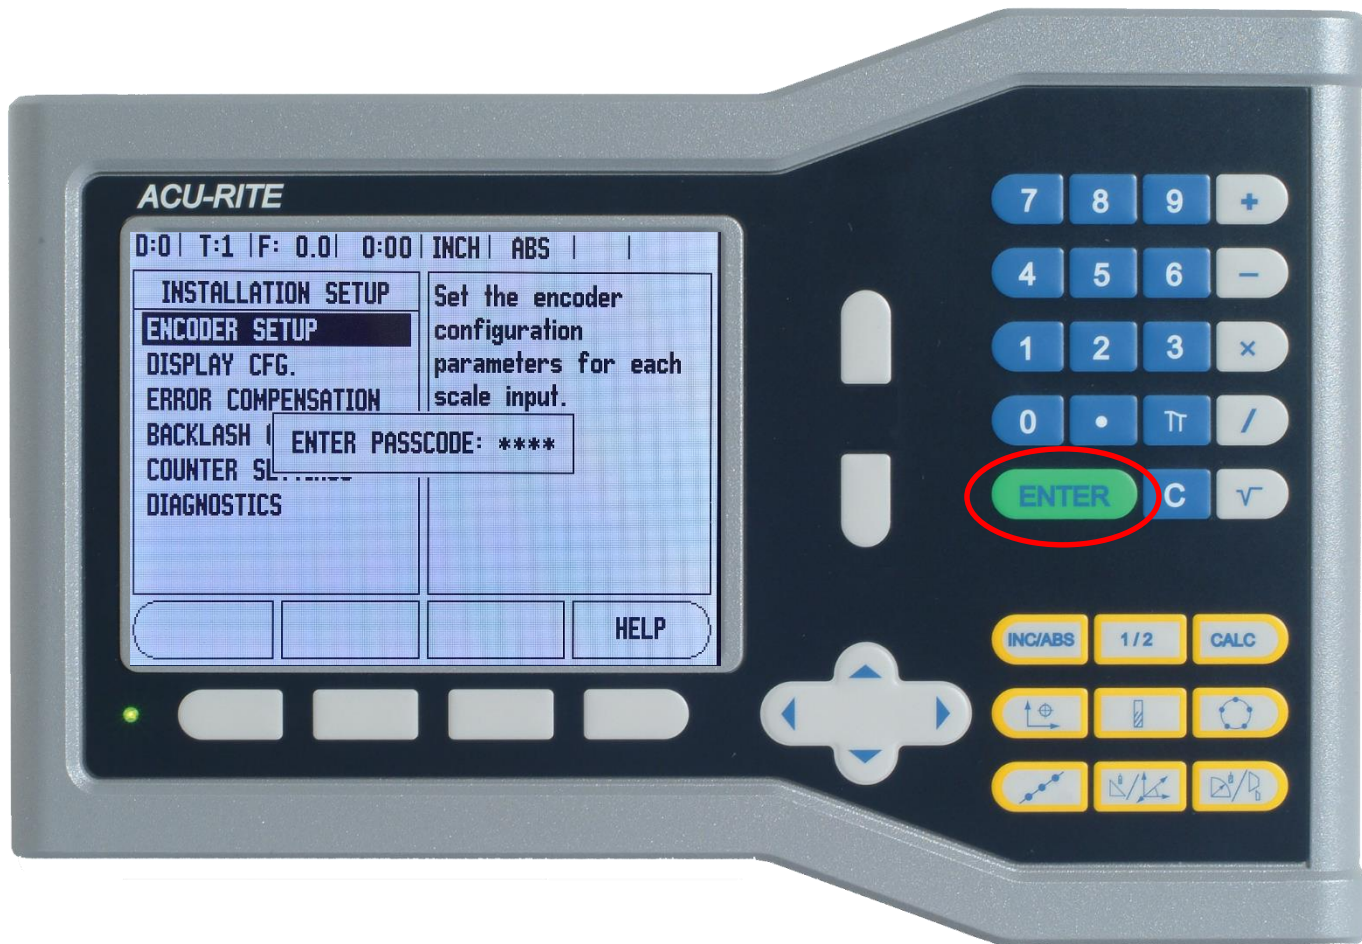 ACU-RITE
D:0| T:1 |F: 0.0| 0:00| INCH| ABS | |
INSTALLATION SETUP
ENCODER SETUP
DISPLAY CFG.
ERROR COMPENSATION
BACKLASH
ENTER PASSCODE: ****
COUNTER
DIAGNOSTICS
Set the encoder
configuration
parameters for each
scale input.
HELP
7 8 9 +
4 5 6 −
1 2 3 ×
0 • π /
ENTER C √
INC/ABS 1/2 CALC